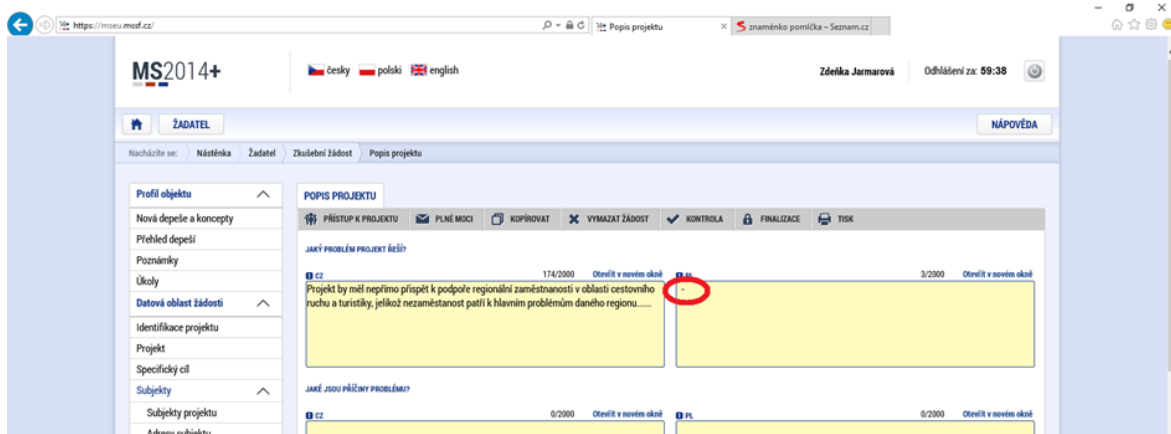 https://mseu.mssf.cz/
Popis projektu
znaménko pomlčka – Seznam.cz
MS2014+
česky polski english
Zdeňka Jarmarová
Odhlášení za: 59:38
ŽADATEL
NÁPOVĚDA
Nacházíte se: Nástěnka Žadatel Zkušební žádost Popis projektu
Profil objektu
POPIS PROJEKTU
Nová depeše a koncepty
PŘÍSTUP K PROJEKTU PLNÉ MOCI KOPÍROVAT VYMAZAT ŽÁDOST KONTROLA FINALIZACE TISK
Přehled depeší
JAKÝ PROBLÉM PROJEKT ŘEŠÍ?
Poznámky
CZ 174/2000 Otevřít v novém okně PL 3/2000 Otevřít v novém okně
Úkoly
Projekt by měl nepřímo přispět k podpoře regionální zaměstnanosti v oblasti cestovního
-
ruchu a turistiky, jelikož nezaměstnanost patří k hlavním problémům daného regionu......
Datová oblast žádosti
Identifikace projektu
Projekt
Specifický cíl
Subjekty
JAKÉ JSOU PŘÍČINY PROBLÉMU?
Subjekty projektu
CZ 0/2000 Otevřít v novém okně PL 0/2000 Otevřít v novém okně
Adresy subjektu